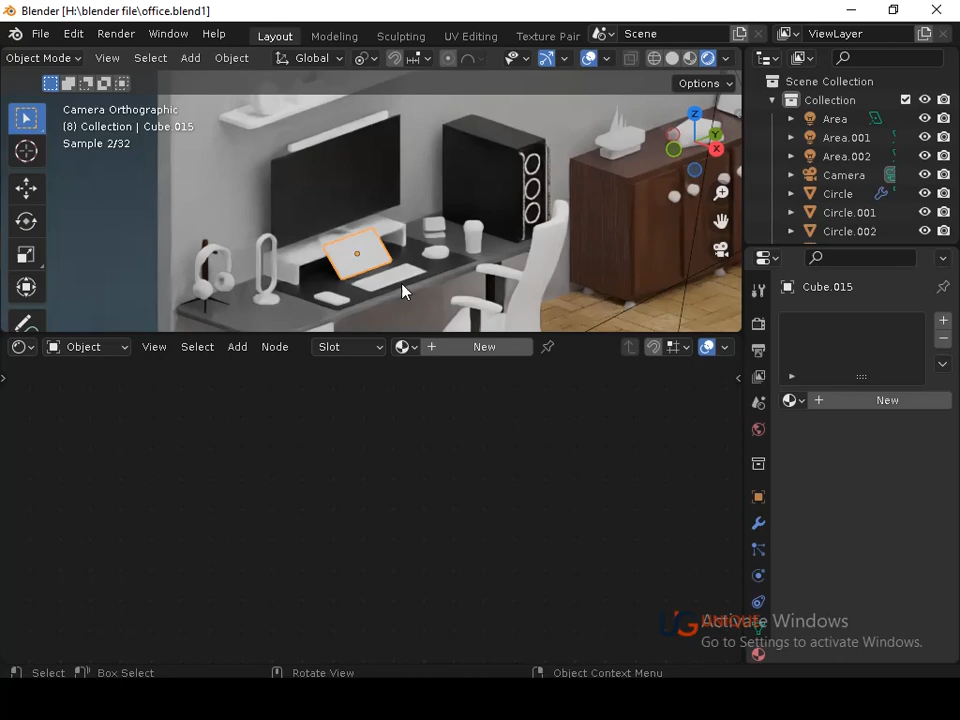 Blender [H:\blender file\office.blend1]
File Edit Render Window Help Layout Modeling Sculpting UV Editing Texture Pair Scene ViewLayer
Object Mode View Select Add Object Global
Options
Camera Orthographic
(8) Collection | Cube.015
Sample 2/32
Z
Y
X
Scene Collection
Collection
Area
Area.001
Area.002
Camera
Circle
Circle.001
Circle.002
Cube.015
New
Object View Select Add Node Slot New
Activate Windows
Go to Settings to activate Windows.
Select Box Select Rotate View Object Context Menu